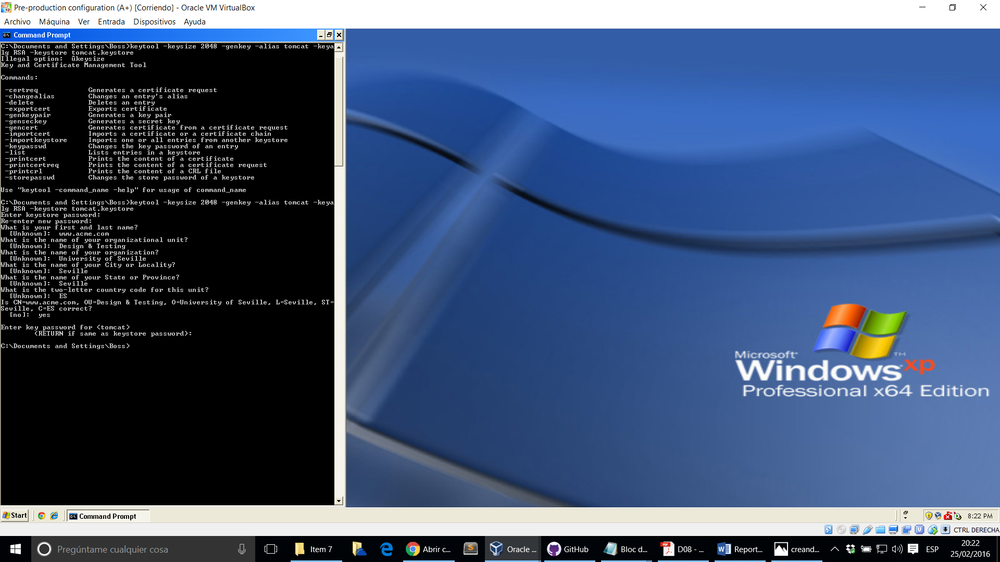 Pre-production configuration (A+) [Corriendo] - Oracle VM VirtualBox
Archivo Máquina Ver Entrada Dispositivos Ayuda
Command Prompt
C:\Documents and Settings\Boss>keytool -keysize 2048 -genkey -alias tomcat -keya
lg RSA -keystore tomcat.keystore
Illegal option:  ûkeysize
Key and Certificate Management Tool
Commands:
-certreq Generates a certificate request
-changealias Changes an entry's alias
-delete Deletes an entry
-exportcert Exports certificate
-genkeypair Generates a key pair
-genseckey Generates a secret key
-gencert Generates certificate from a certificate request
-importcert Imports a certificate or a certificate chain
-importkeystore Imports one or all entries from another keystore
-keypasswd Changes the key password of an entry
-list Lists entries in a keystore
-printcert Prints the content of a certificate
-printcertreq Prints the content of a certificate request
-printcrl Prints the content of a CRL file
-storepasswd Changes the store password of a keystore
Use "keytool -command_name -help" for usage of command_name
C:\Documents and Settings\Boss>keytool -keysize 2048 -genkey -alias tomcat -keya
lg RSA -keystore tomcat.keystore
Enter keystore password:
Re-enter new password:
What is your first and last name?
[Unknown]:  www.acme.com
What is the name of your organizational unit?
[Unknown]:  Design & Testing
What is the name of your organization?
[Unknown]:  University of Seville
What is the name of your City or Locality?
[Unknown]:  Seville
What is the name of your State or Province?
[Unknown]:  Seville
What is the two-letter country code for this unit?
[Unknown]:  ES
Is CN=www.acme.com, OU=Design & Testing, O=University of Seville, L=Seville, ST=
Seville, C=ES correct?
[no]:  yes
Enter key password for <tomcat>
(RETURN if same as keystore password):
C:\Documents and Settings\Boss>
Microsoft
Windows xp ™
Professional x64 Edition
Start Command Prompt 8:22 PM
CTRL DERECHA
Pregúntame cualquier cosa Item 7 Abrir c... Oracle ... GitHub Bloc d... D08 - ... Report... creand... ESP 20:22
25/02/2016